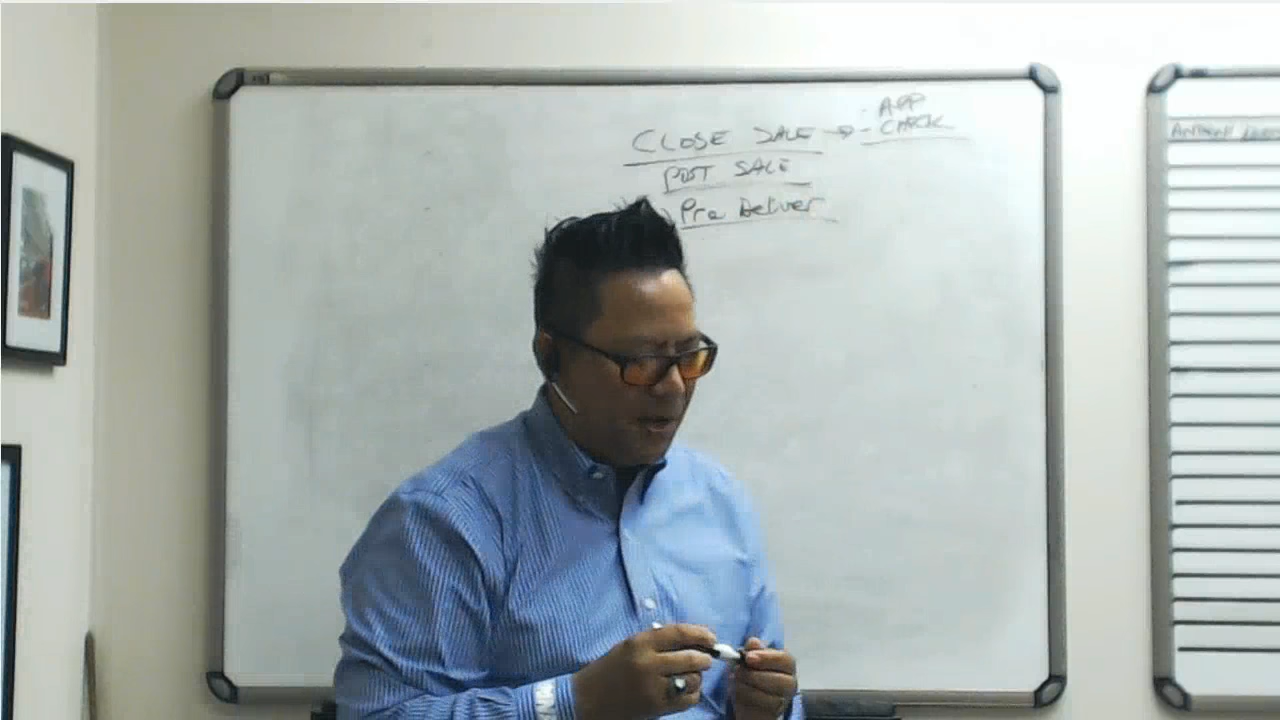 - APP
CLOSE SALE → - CHECK
POST SALE
Pre Deliver